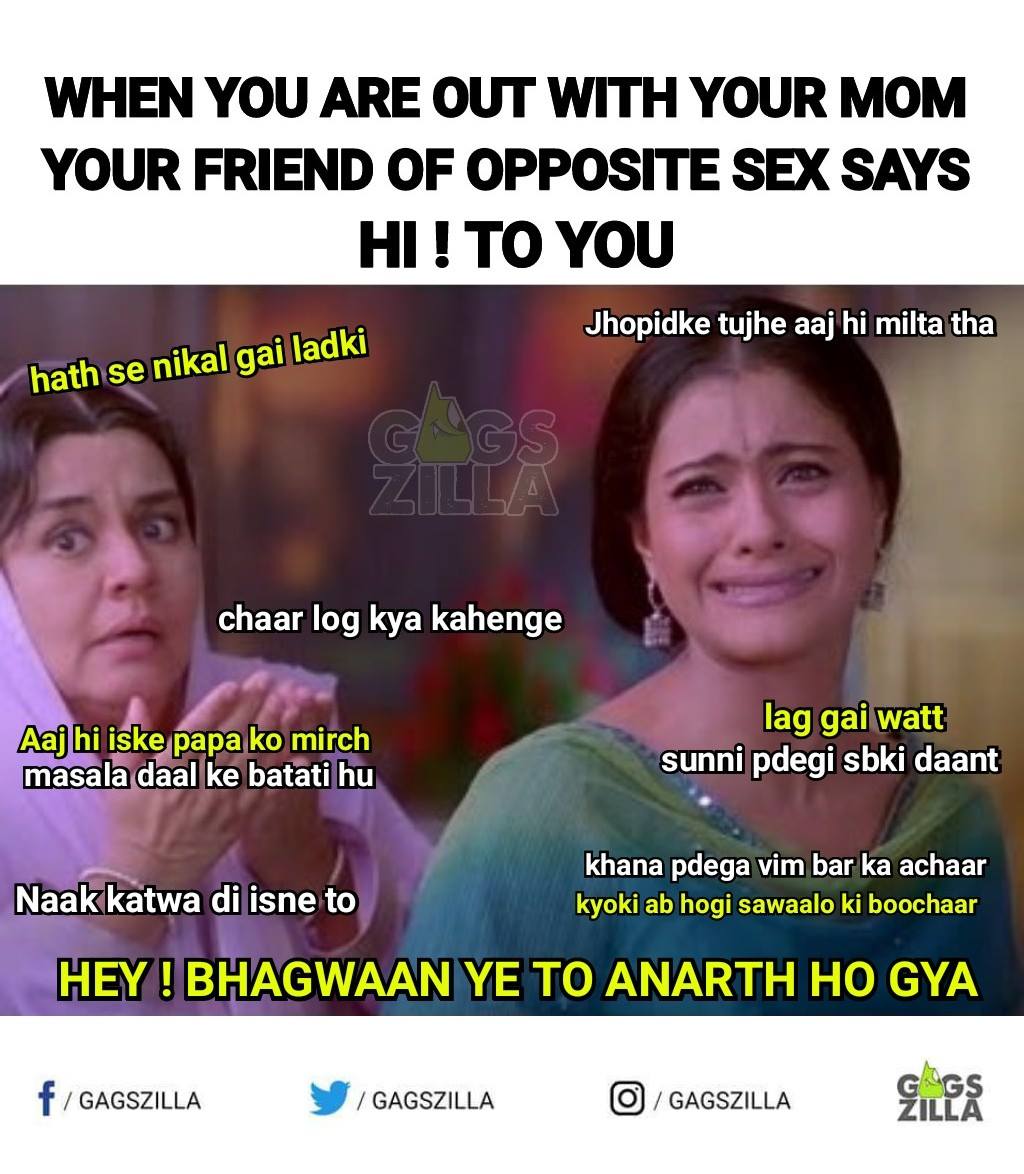 WHEN YOU ARE OUT WITH YOUR MOM
YOUR FRIEND OF OPPOSITE SEX SAYS
HI ! TO YOU
hath se nikal gai ladki
Jhopidke tujhe aaj hi milta tha
GAGS
ZILLA
chaar log kya kahenge
Aaj hi iske papa ko mirch
masala daal ke batati hu
lag gai watt
sunni pdegi sbki daant
Naak katwa di isne to
khana pdega vim bar ka achaar
kyoki ab hogi sawaalo ki boochaar
HEY ! BHAGWAAN YE TO ANARTH HO GYA
f / GAGSZILLA
/ GAGSZILLA
/ GAGSZILLA
GAGS
ZILLA